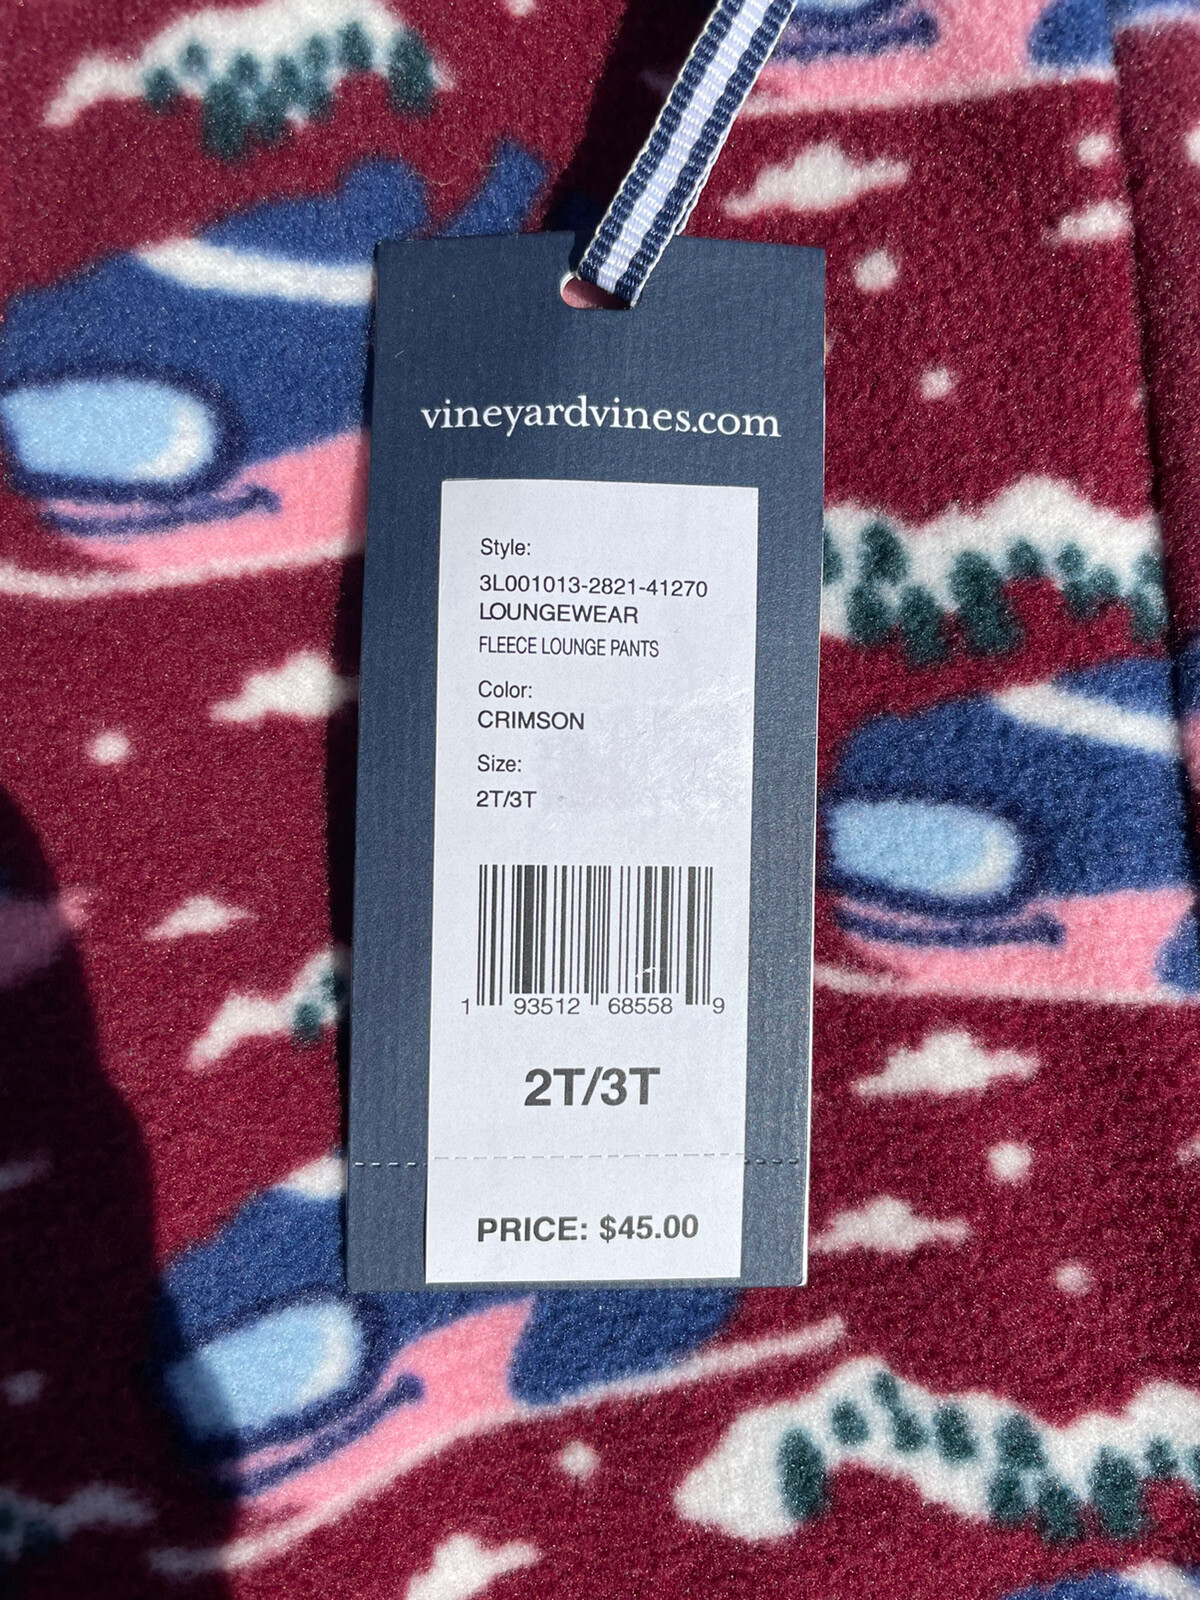 vineyardvines.com
Style:
3L001013-2821-41270
LOUNGEWEAR
FLEECE LOUNGE PANTS
Color:
CRIMSON
Size:
2T/3T
1 93512 68558 9
2T/3T
PRICE: $45.00